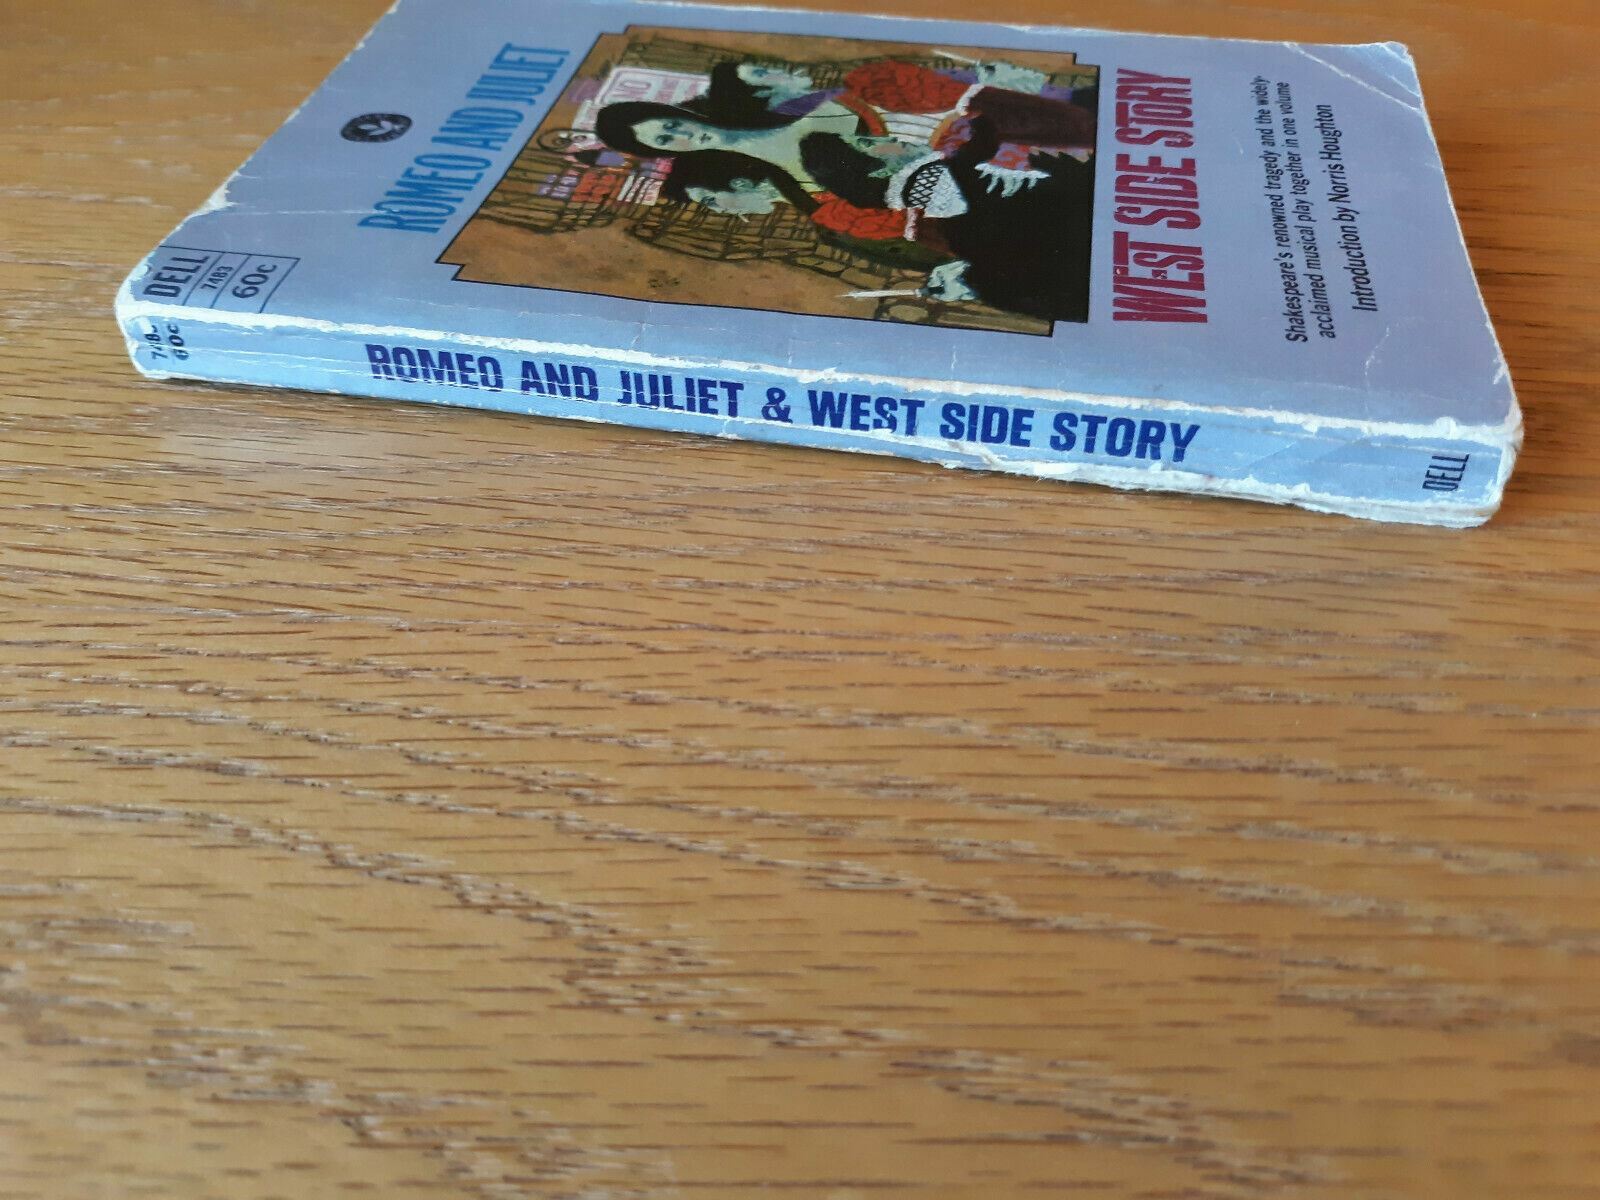 DELL
7483
60c
ROMEO AND JULIET
WEST SIDE STORY
Shakespeare's renowned tragedy and the widely-
acclaimed musical play together in one volume
Introduction by Norris Houghton
60c
ROMEO AND JULIET & WEST SIDE STORY
DELL